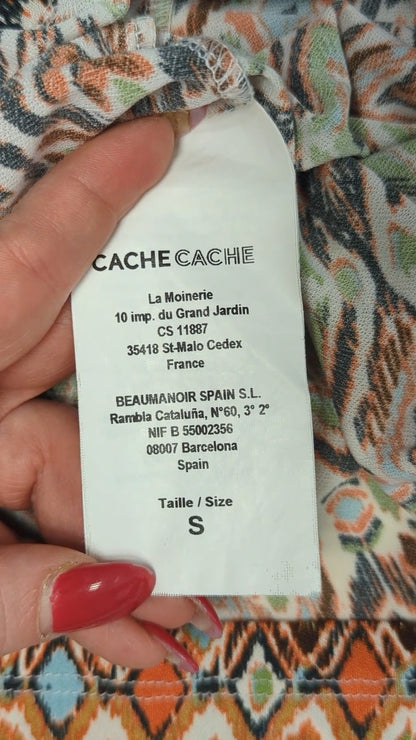 CACHE CACHE
La Moinerie
10 imp. du Grand Jardin
CS 11887
35418 St-Malo Cedex
France
BEAUMANOIR SPAIN S.L.
Rambla Cataluña, N°60, 3° 2°
NIF B 55002356
08007 Barcelona
Spain
Taille / Size
S